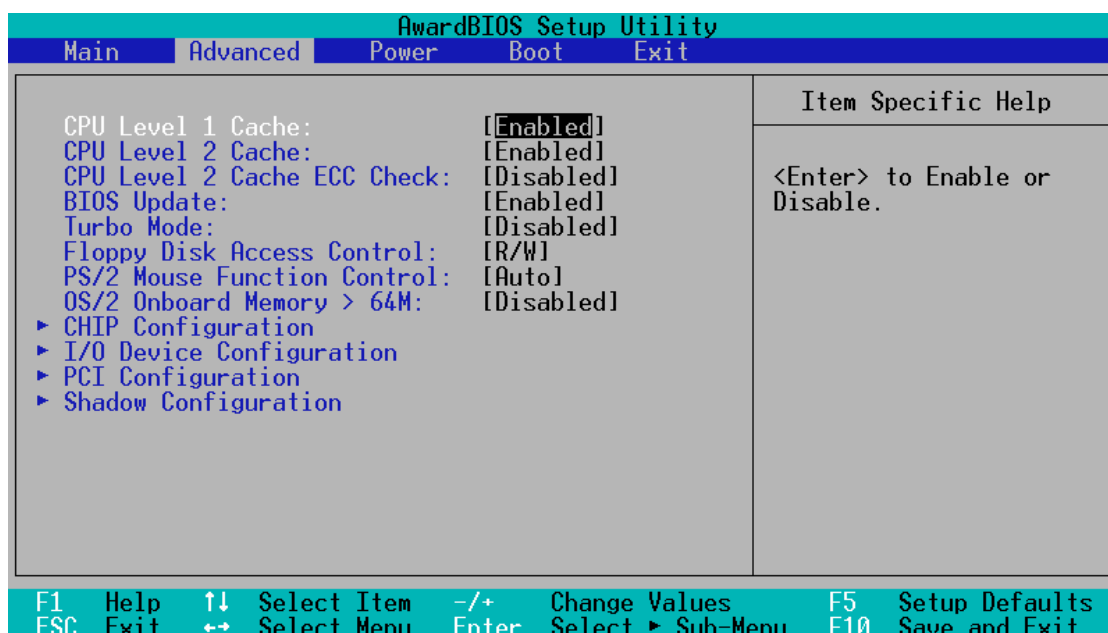 AwardBIOS Setup Utility
Main Advanced Power Boot Exit
Item Specific Help
CPU Level 1 Cache: [Enabled]
CPU Level 2 Cache: [Enabled]
CPU Level 2 Cache ECC Check: [Disabled]
<Enter> to Enable or
BIOS Update: [Enabled]
Disable.
Turbo Mode: [Disabled]
Floppy Disk Access Control: [R/W]
PS/2 Mouse Function Control: [Auto]
OS/2 Onboard Memory > 64M: [Disabled]
► CHIP Configuration
► I/O Device Configuration
► PCI Configuration
► Shadow Configuration
F1 Help ↑↓ Select Item -/+ Change Values F5 Setup Defaults
ESC Exit ←→ Select Menu Enter Select ► Sub-Menu F10 Save and Exit